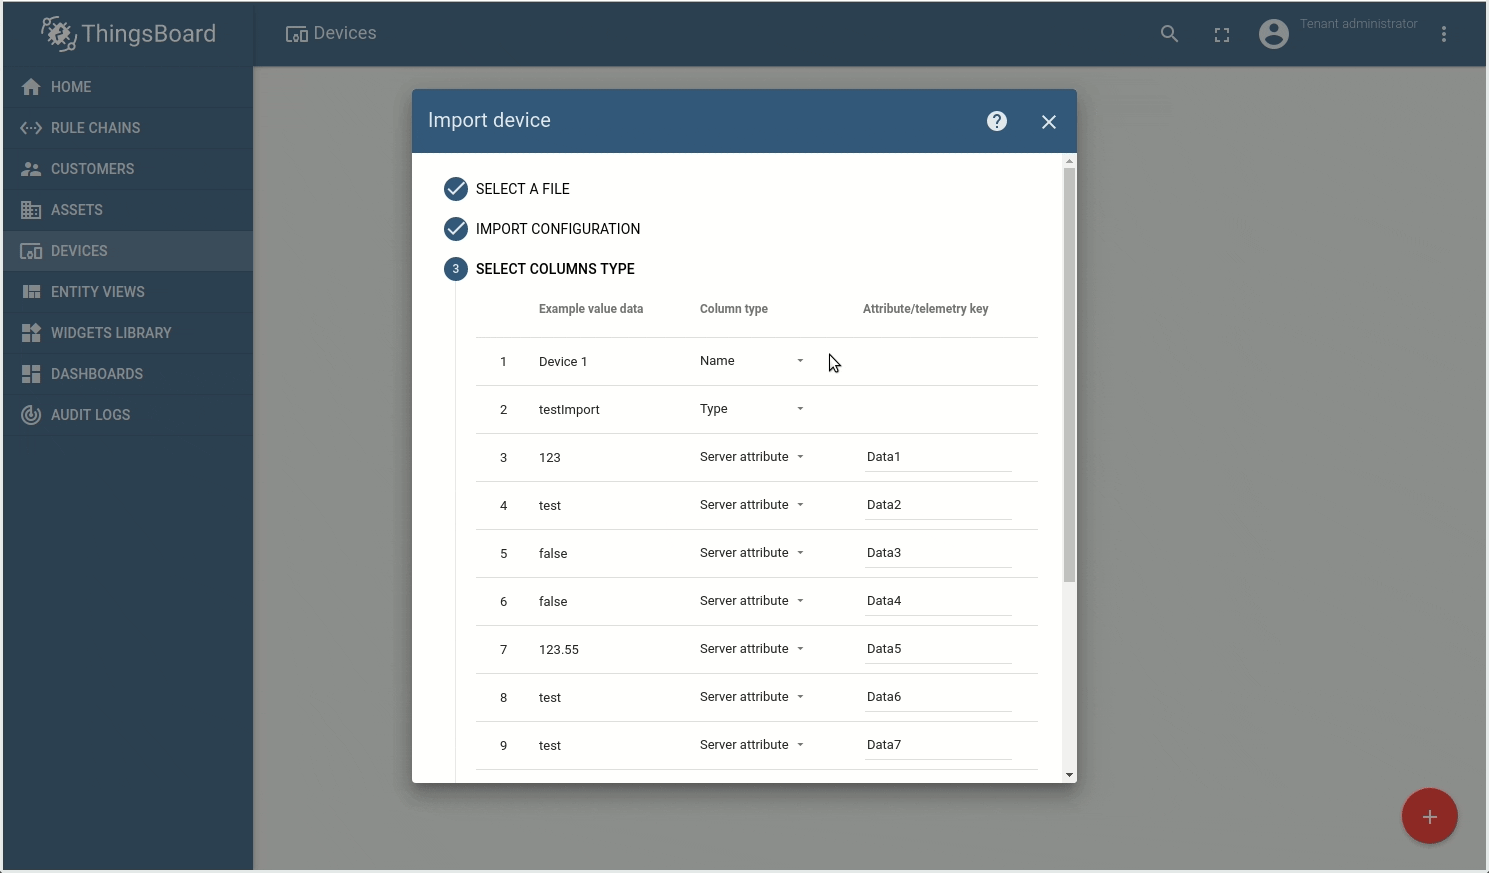 ThingsBoard
Devices
Tenant administrator
HOME
RULE CHAINS
CUSTOMERS
ASSETS
DEVICES
ENTITY VIEWS
WIDGETS LIBRARY
DASHBOARDS
AUDIT LOGS
Import device
SELECT A FILE
IMPORT CONFIGURATION
3 SELECT COLUMNS TYPE
Example value data Column type Attribute/telemetry key
1 Device 1 Name
2 testImport Type
3 123 Server attribute Data1
4 test Server attribute Data2
5 false Server attribute Data3
6 false Server attribute Data4
7 123.55 Server attribute Data5
8 test Server attribute Data6
9 test Server attribute Data7